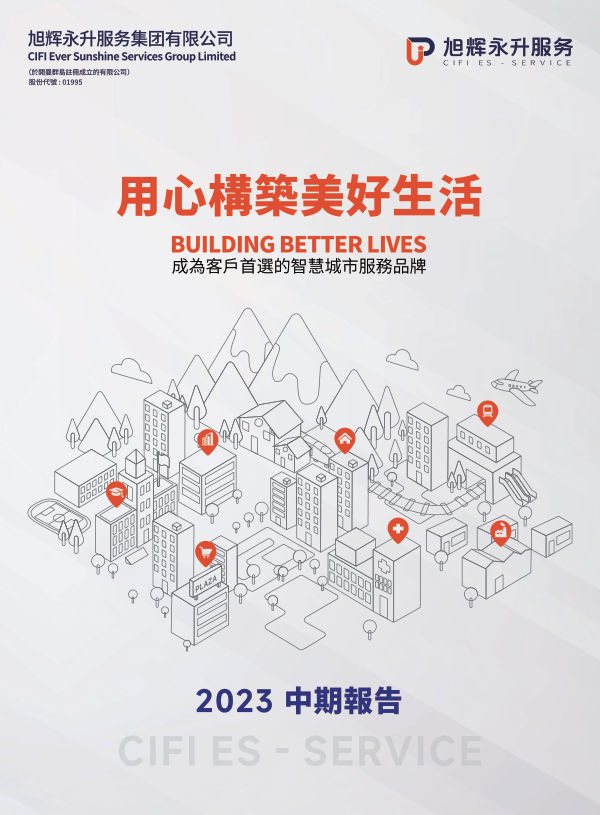 旭辉永升服务集团有限公司
CIFI Ever Sunshine Services Group Limited
(於開曼群島註冊成立的有限公司)
股份代號 : 01995
旭辉永升服务
CIFI ES - SERVICE
用心構築美好生活
BUILDING BETTER LIVES
成為客戶首選的智慧城市服務品牌
PLAZA
2023 中期報告
CIFI ES - SERVICE